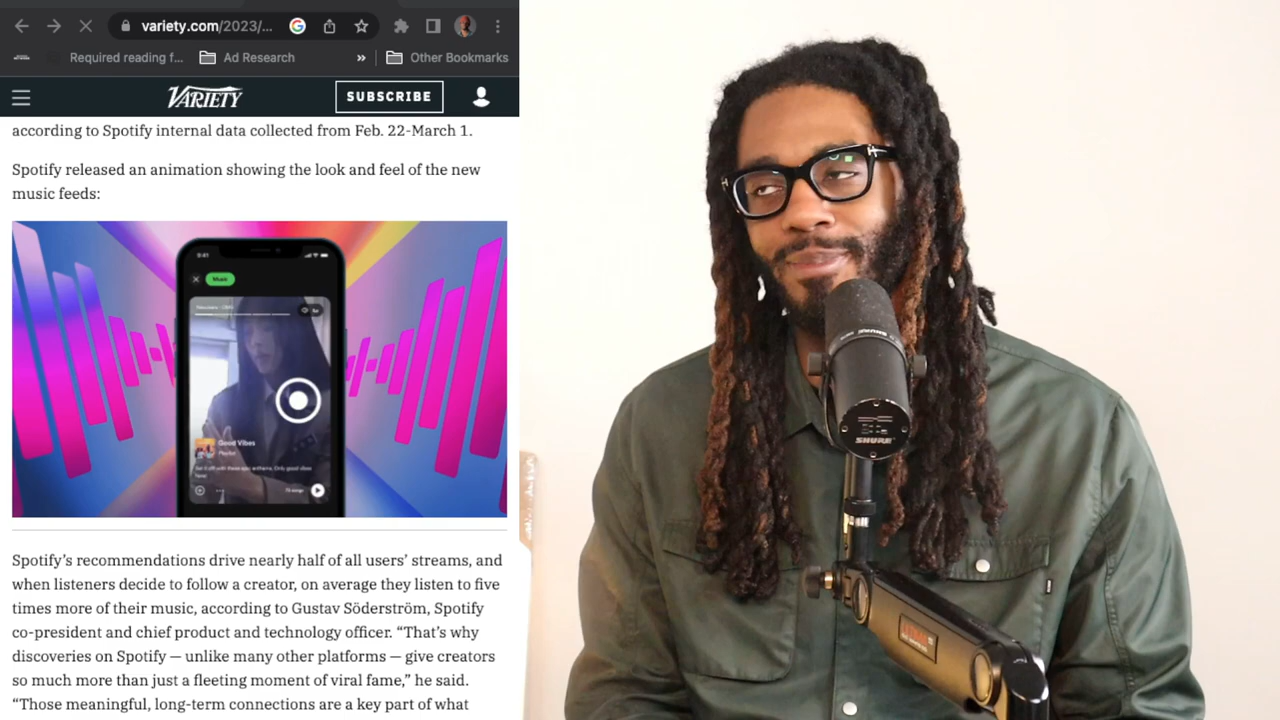 variety.com/2023/...
Required reading f...
Ad Research
»
Other Bookmarks
VARIETY
SUBSCRIBE
according to Spotify internal data collected from Feb. 22-March 1.
Spotify released an animation showing the look and feel of the new
music feeds:
9:41
Music
Good Vibes
Playlist
Spotify's recommendations drive nearly half of all users' streams, and
when listeners decide to follow a creator, on average they listen to five
times more of their music, according to Gustav Söderström, Spotify
co-president and chief product and technology officer. “That's why
discoveries on Spotify — unlike many other platforms — give creators
so much more than just a fleeting moment of viral fame,” he said.
“Those meaningful, long-term connections are a key part of what
SHURE